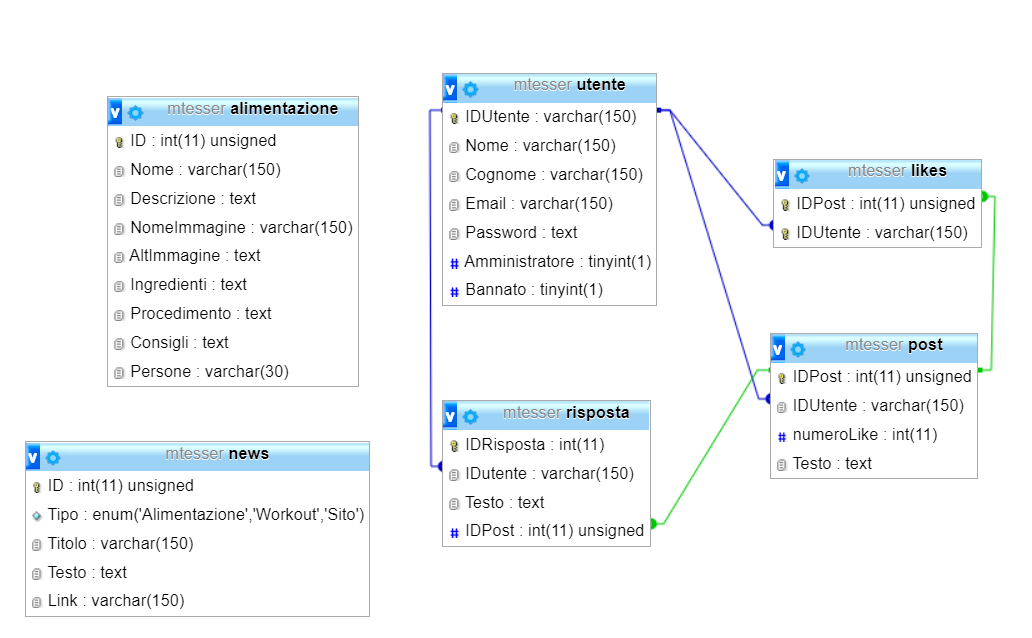 mtesser alimentazione
ID : int(11) unsigned
Nome : varchar(150)
Descrizione : text
NomeImmagine : varchar(150)
AltImmagine : text
Ingredienti : text
Procedimento : text
Consigli : text
Persone : varchar(30)
mtesser news
ID : int(11) unsigned
Tipo : enum('Alimentazione','Workout','Sito')
Titolo : varchar(150)
Testo : text
Link : varchar(150)
mtesser utente
IDUtente : varchar(150)
Nome : varchar(150)
Cognome : varchar(150)
Email : varchar(150)
Password : text
Amministratore : tinyint(1)
Bannato : tinyint(1)
mtesser risposta
IDRisposta : int(11)
IDutente : varchar(150)
Testo : text
IDPost : int(11) unsigned
mtesser likes
IDPost : int(11) unsigned
IDUtente : varchar(150)
mtesser post
IDPost : int(11) unsigned
IDUtente : varchar(150)
numeroLike : int(11)
Testo : text